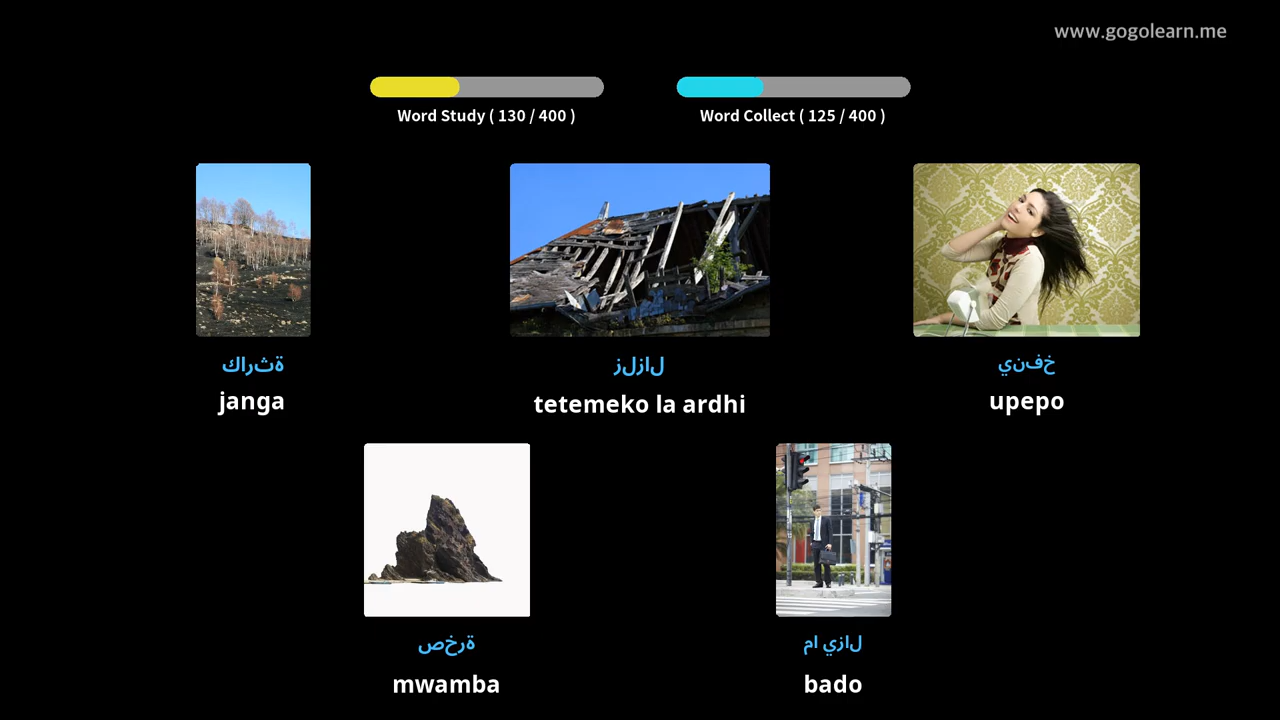 www.gogolearn.me
Word Study ( 130 / 400 )
Word Collect ( 125 / 400 )
ةثراك
janga
لازلز
tetemeko la ardhi
خفني
upepo
ةرخص
mwamba
لازي ام
bado